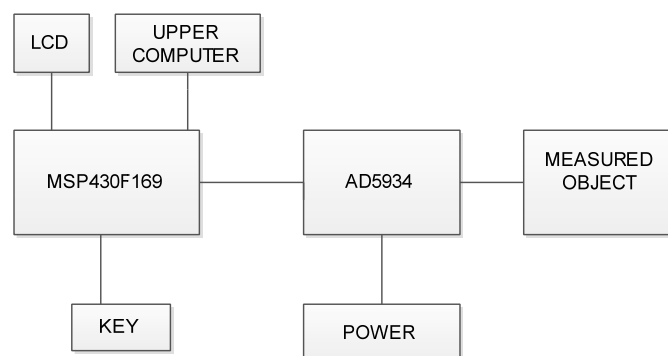 LCD
UPPER
COMPUTER
MSP430F169
AD5934
MEASURED
OBJECT
KEY
POWER